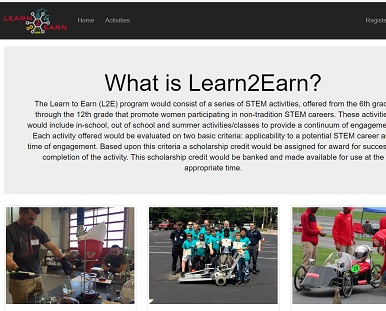 LEARN
EARN
Home
Activities
Registe
What is Learn2Earn?
The Learn to Earn (L2E) program would consist of a series of STEM activities, offered from the 6th grad
through the 12th grade that promote women participating in non-tradition STEM careers. These activitie
would include in-school, out of school and summer activities/classes to provide a continuum of engageme
Each activity offered would be evaluated on two basic criteria: applicability to a potential STEM career a
time of engagement. Based upon this criteria a scholarship credit would be assigned for award for succes
completion of the activity. This scholarship credit would be banked and made available for use at the
appropriate time.